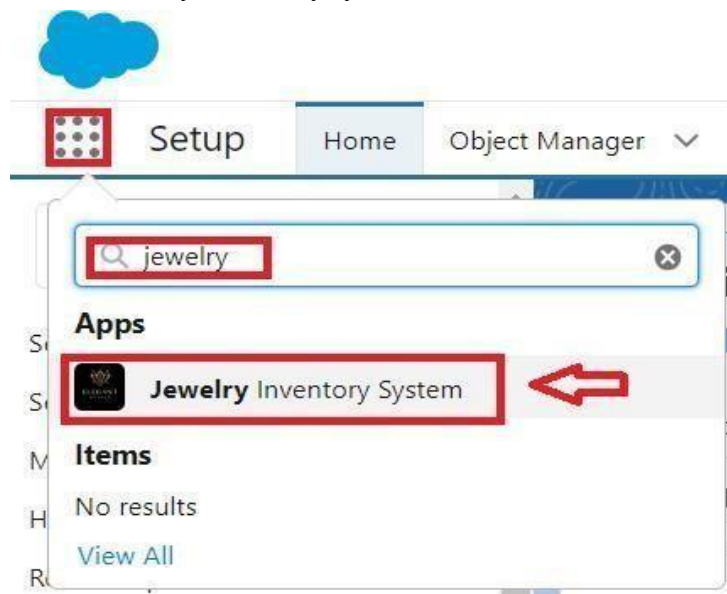 Setup Home Object Manager
jewelry
Apps
Jewelry Inventory System
Items
No results
View All